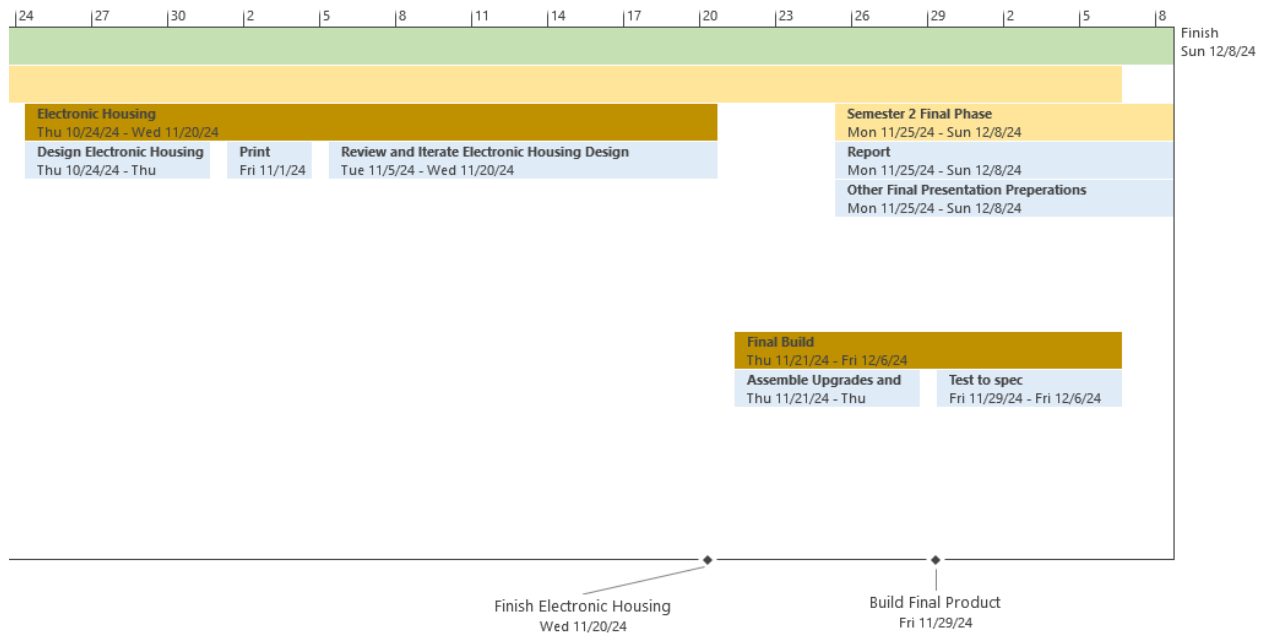 24 27 30 2 5 8 11 14 17 20 23 26 29 2 5 8
Finish
Sun 12/8/24
Electronic Housing
Thu 10/24/24 - Wed 11/20/24
Semester 2 Final Phase
Mon 11/25/24 - Sun 12/8/24
Design Electronic Housing
Thu 10/24/24 - Thu
Print
Fri 11/1/24
Review and Iterate Electronic Housing Design
Tue 11/5/24 - Wed 11/20/24
Report
Mon 11/25/24 - Sun 12/8/24
Other Final Presentation Preperations
Mon 11/25/24 - Sun 12/8/24
Final Build
Thu 11/21/24 - Fri 12/6/24
Assemble Upgrades and
Thu 11/21/24 - Thu
Test to spec
Fri 11/29/24 - Fri 12/6/24
Finish Electronic Housing
Wed 11/20/24
Build Final Product
Fri 11/29/24